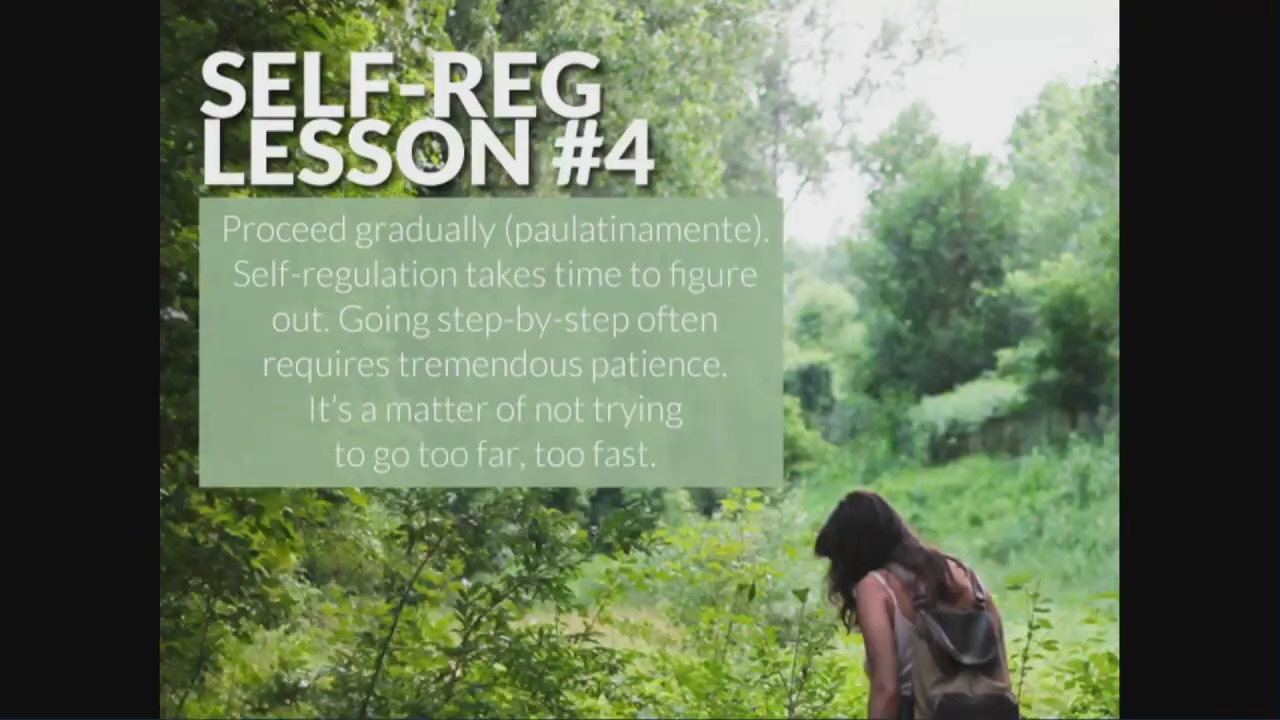 SELF-REG
LESSON #4
Proceed gradually (paulatinamente).
Self-regulation takes time to figure
out. Going step-by-step often
requires tremendous patience.
It’s a matter of not trying
to go too far, too fast.